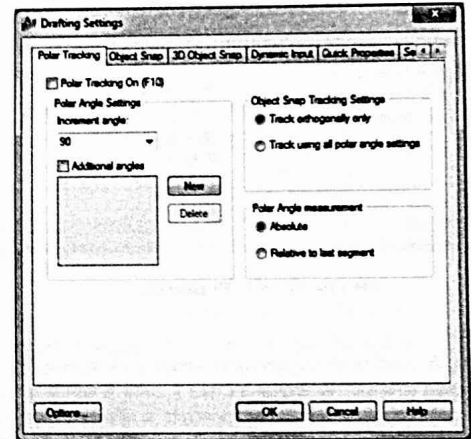 Drafting Settings
Polar Tracking Object Snap 3D Object Snap Dynamic Input Quick Properties Se
Polar Tracking On (F10)
Polar Angle Settings
Increment angle:
90
Additional angles
New
Delete
Object Snap Tracking Settings
Track orthogonally only
Track using all polar angle settings
Polar Angle measurement
Absolute
Relative to last segment
Options...
OK
Cancel
Help